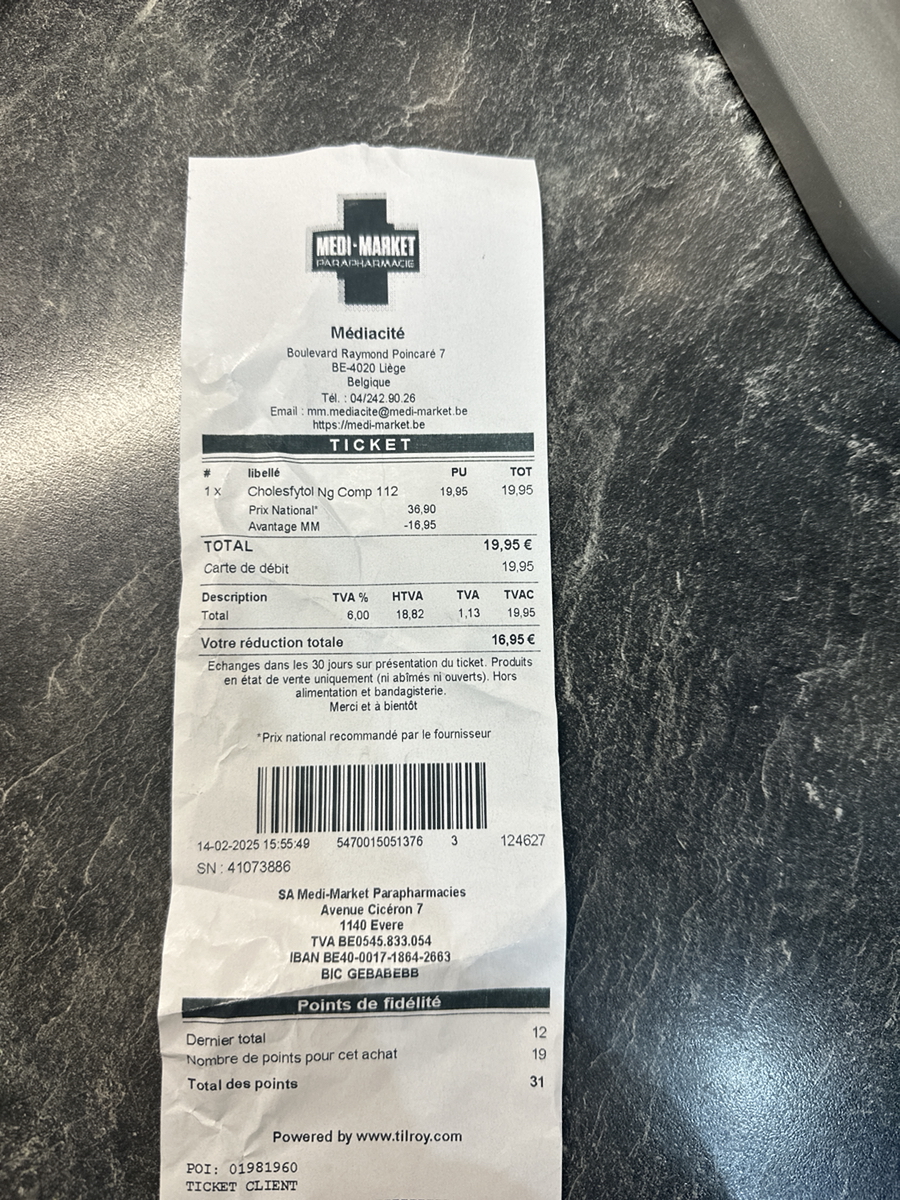 MEDI-MARKET
PARAPHARMACIE
Médiacité
Boulevard Raymond Poincaré 7
BE-4020 Liège
Belgique
Tél. : 04/242.90.26
Email : mm.mediacite@medi-market.be
https://medi-market.be
TICKET
# libellé PU TOT
1 x Cholesfytol Ng Comp 112 19,95 19,95
Prix National* 36,90
Avantage MM -16,95
TOTAL 19,95 €
Carte de débit 19,95
Description TVA % HTVA TVA TVAC
Total 6,00 18,82 1,13 19,95
Votre réduction totale 16,95 €
Echanges dans les 30 jours sur présentation du ticket. Produits
en état de vente uniquement (ni abîmés ni ouverts). Hors
alimentation et bandagisterie.
Merci et à bientôt
*Prix national recommandé par le fournisseur
14-02-2025 15:55:49 5470015051376 3 124627
SN : 41073886
SA Medi-Market Parapharmacies
Avenue Cicéron 7
1140 Evere
TVA BE0545.833.054
IBAN BE40-0017-1864-2663
BIC GEBABEBB
Points de fidélité
Dernier total 12
Nombre de points pour cet achat 19
Total des points 31
Powered by www.tilroy.com
POI: 01981960
TICKET CLIENT